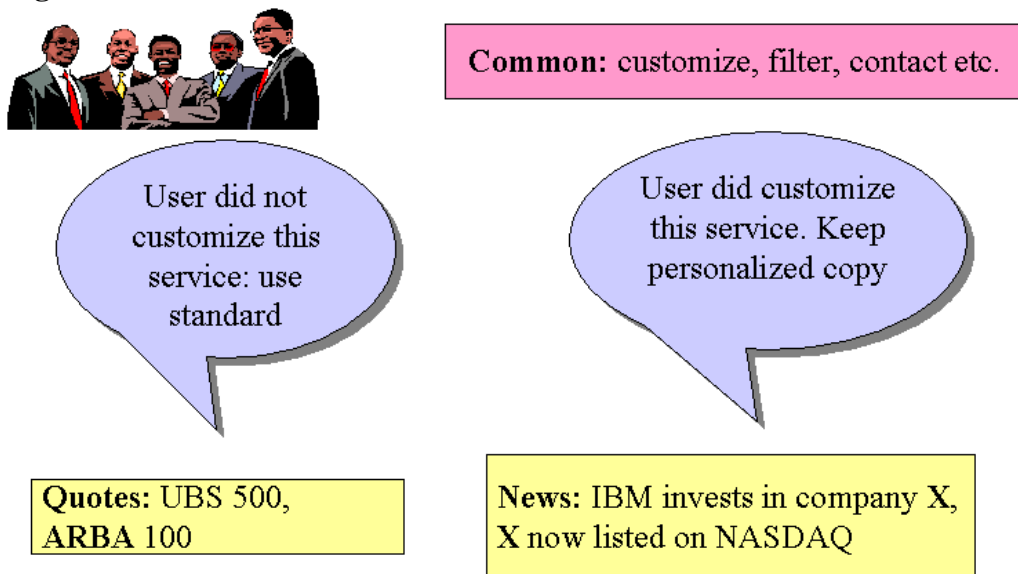 Common: customize, filter, contact etc.
User did not
customize this
service: use
standard
User did customize
this service. Keep
personalized copy
Quotes: UBS 500,
ARBA 100
News: IBM invests in company X,
X now listed on NASDAQ